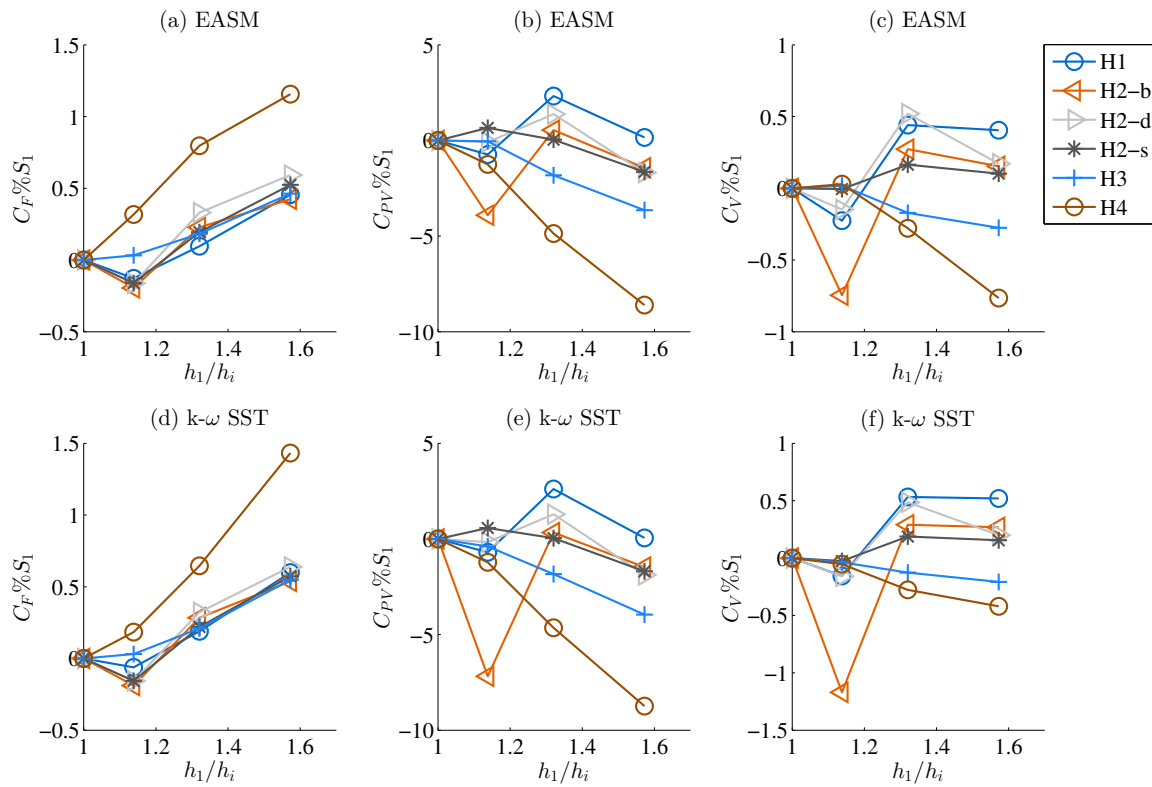 (a) EASM
(b) EASM
(c) EASM
1.5
1
0.5
0
−0.5
C_F%S_1
1
1.2
1.4
1.6
h_1/h_i
5
0
−5
−10
C_{PV}%S_1
1
1.2
1.4
1.6
h_1/h_i
1
0.5
0
−0.5
−1
C_V%S_1
1
1.2
1.4
1.6
h_1/h_i
H1
H2−b
H2−d
H2−s
H3
H4
(d) k-ω SST
(e) k-ω SST
(f) k-ω SST
1.5
1
0.5
0
−0.5
C_F%S_1
1
1.2
1.4
1.6
h_1/h_i
5
0
−5
−10
C_{PV}%S_1
1
1.2
1.4
1.6
h_1/h_i
1
0.5
0
−0.5
−1
−1.5
C_V%S_1
1
1.2
1.4
1.6
h_1/h_i